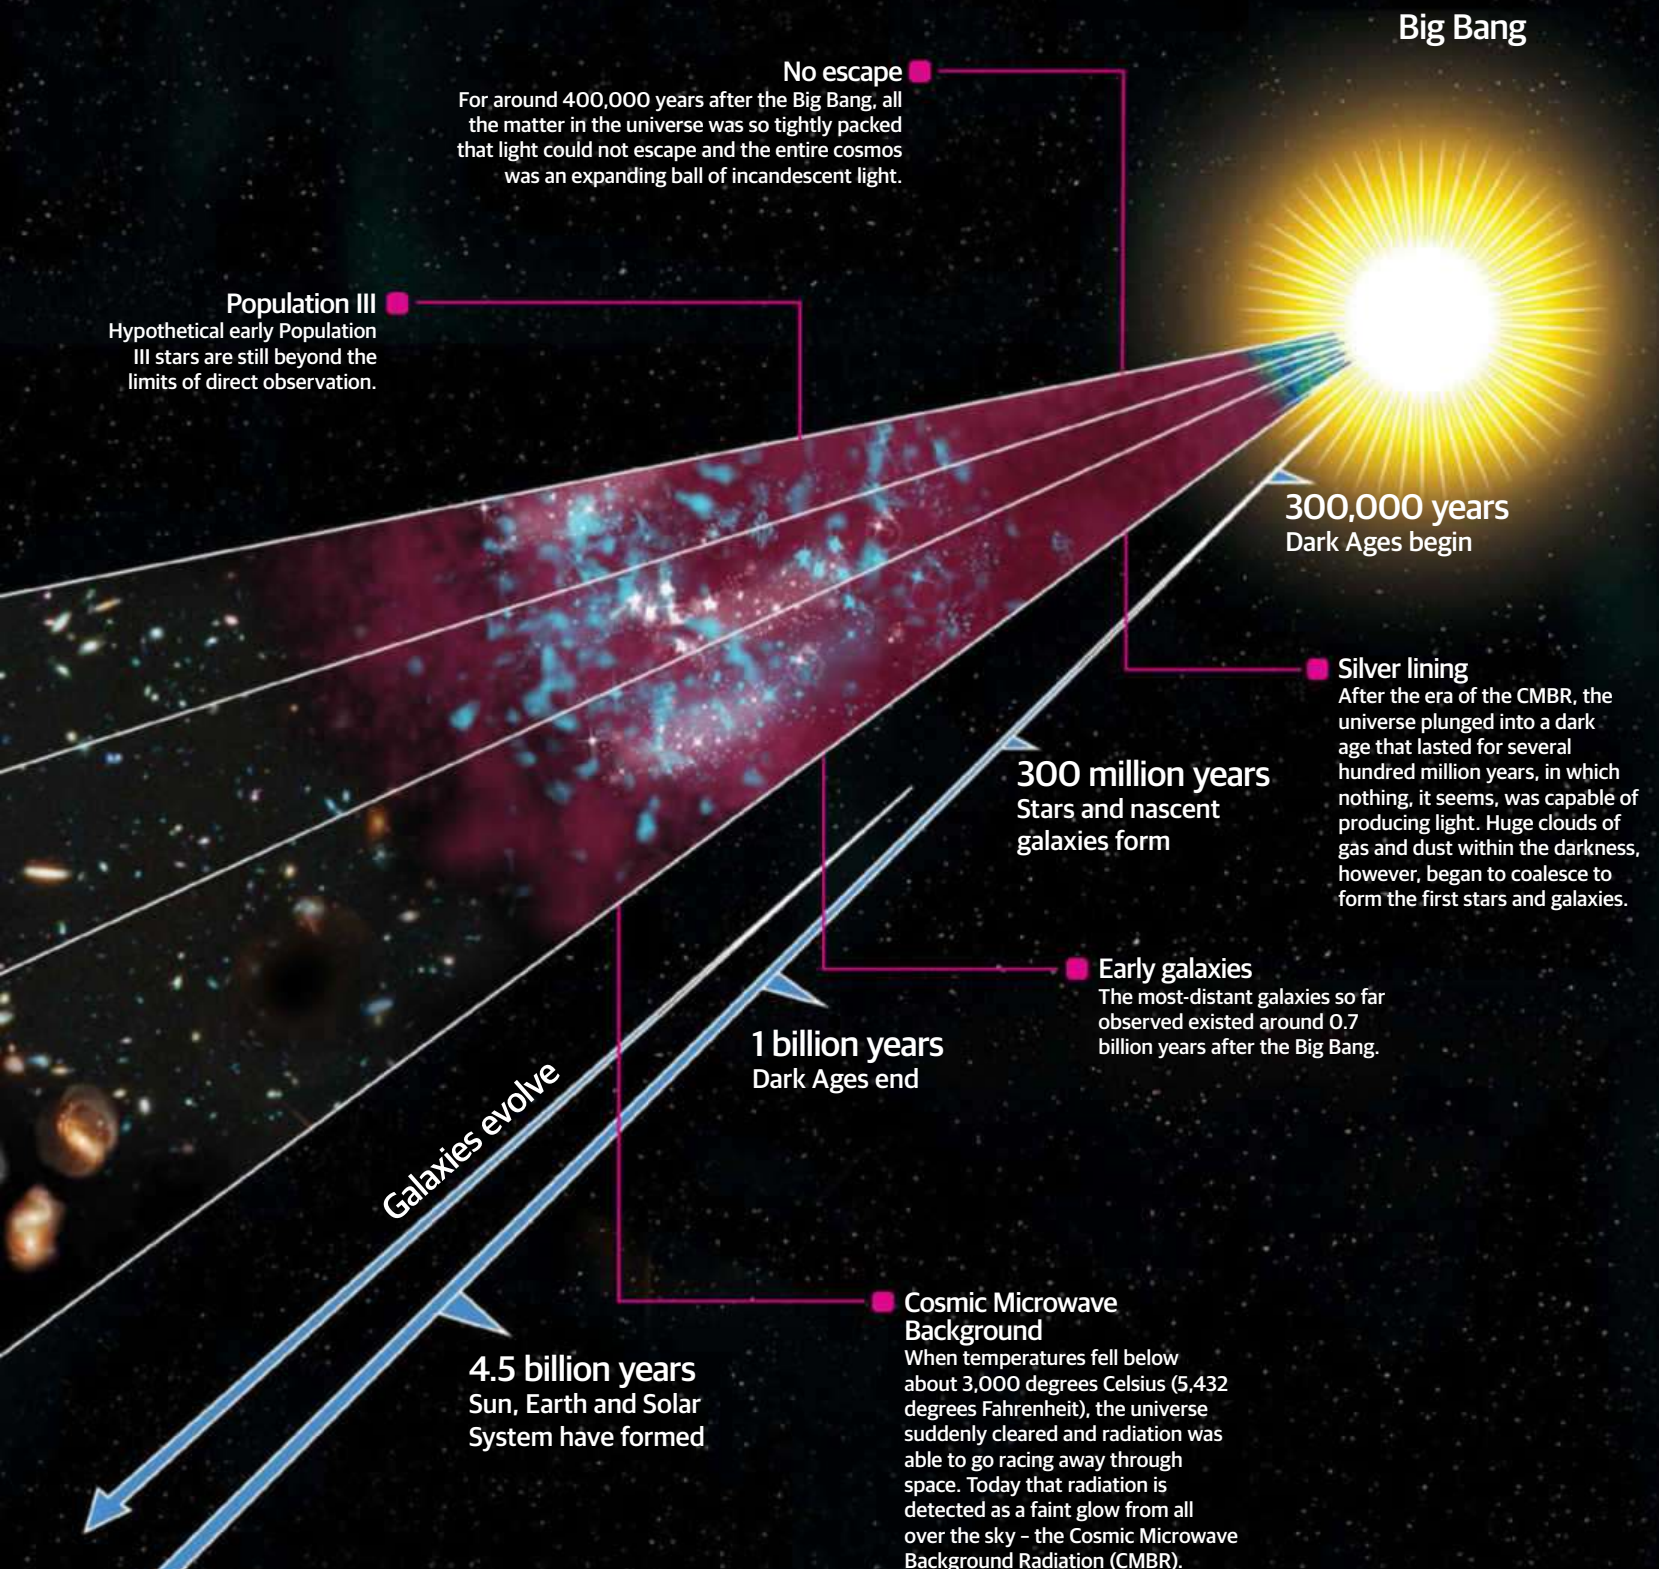 Big Bang
No escape
For around 400,000 years after the Big Bang, all
the matter in the universe was so tightly packed
that light could not escape and the entire cosmos
was an expanding ball of incandescent light.
Population III
Hypothetical early Population
III stars are still beyond the
limits of direct observation.
300,000 years
Dark Ages begin
Silver lining
After the era of the CMBR, the
universe plunged into a dark
age that lasted for several
hundred million years, in which
nothing, it seems, was capable of
producing light. Huge clouds of
gas and dust within the darkness,
however, began to coalesce to
form the first stars and galaxies.
300 million years
Stars and nascent
galaxies form
Early galaxies
The most-distant galaxies so far
observed existed around 0.7
billion years after the Big Bang.
1 billion years
Dark Ages end
Galaxies evolve
Cosmic Microwave
Background
When temperatures fell below
about 3,000 degrees Celsius (5,432
degrees Fahrenheit), the universe
suddenly cleared and radiation was
able to go racing away through
space. Today that radiation is
detected as a faint glow from all
over the sky – the Cosmic Microwave
Background Radiation (CMBR).
4.5 billion years
Sun, Earth and Solar
System have formed